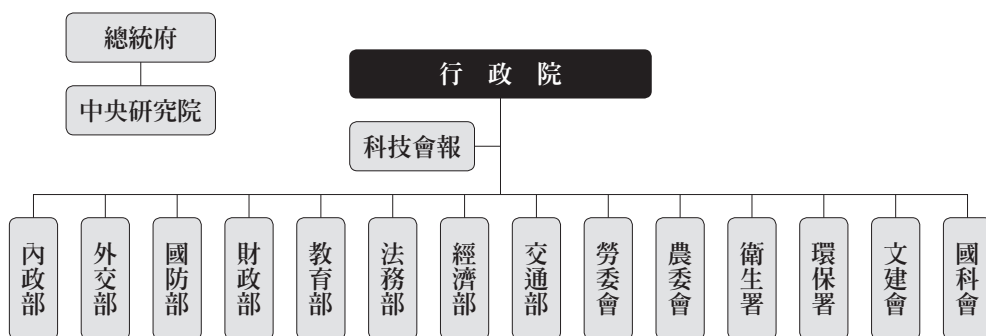 總統府
中央研究院
行政院
科技會報
內政部
外交部
國防部
財政部
教育部
法務部
經濟部
交通部
勞委會
農委會
衛生署
環保署
文建會
國科會